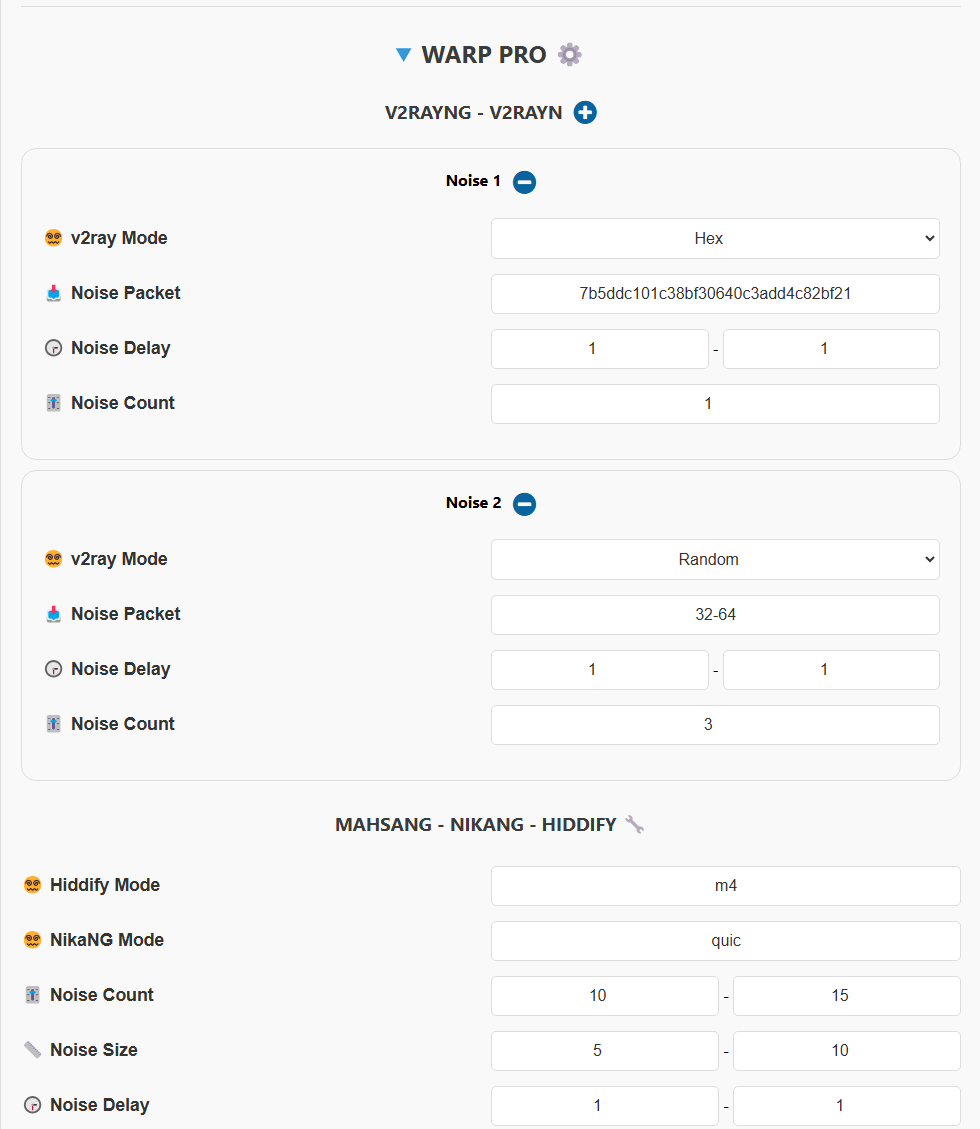 WARP PRO
V2RAYNG - V2RAYN
Noise 1
v2ray Mode Hex
Noise Packet 7b5ddc101c38bf30640c3add4c82bf21
Noise Delay 1 - 1
Noise Count 1
Noise 2
v2ray Mode Random
Noise Packet 32-64
Noise Delay 1 - 1
Noise Count 3
MAHSANG - NIKANG - HIDDIFY
Hiddify Mode m4
NikaNG Mode quic
Noise Count 10 - 15
Noise Size 5 - 10
Noise Delay 1 - 1